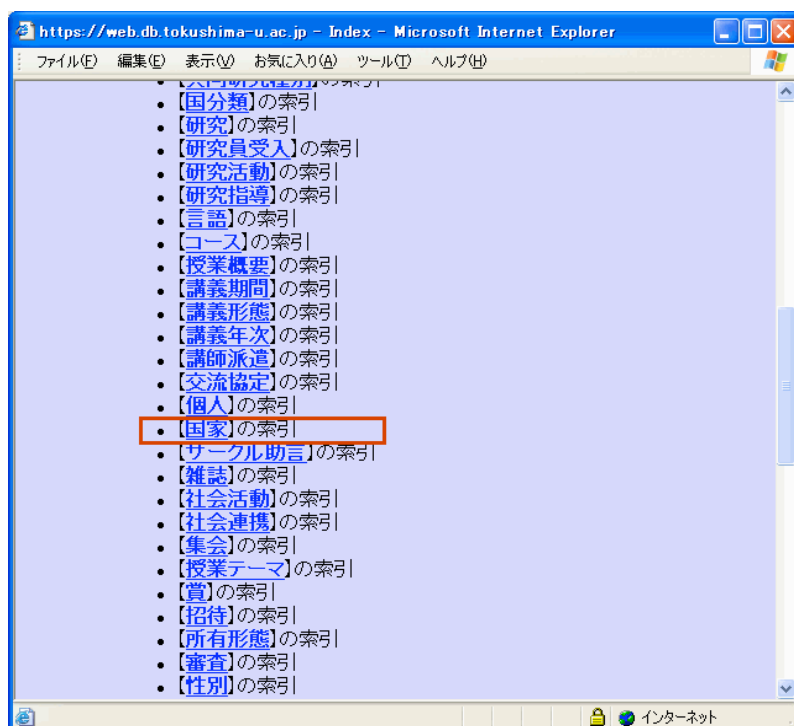 https://web.db.tokushima-u.ac.jp - Index - Microsoft Internet Explorer
ファイル(F) 編集(E) 表示(V) お気に入り(A) ツール(T) ヘルプ(H)
【共同研究種別】の索引
【国分類】の索引
【研究】の索引
【研究員受入】の索引
【研究活動】の索引
【研究指導】の索引
【言語】の索引
【コース】の索引
【授業概要】の索引
【講義期間】の索引
【講義形態】の索引
【講義年次】の索引
【講師派遣】の索引
【交流協定】の索引
【個人】の索引
【国家】の索引
【サークル助言】の索引
【雑誌】の索引
【社会活動】の索引
【社会連携】の索引
【集会】の索引
【授業テーマ】の索引
【賞】の索引
【招待】の索引
【所有形態】の索引
【審査】の索引
【性別】の索引
インターネット